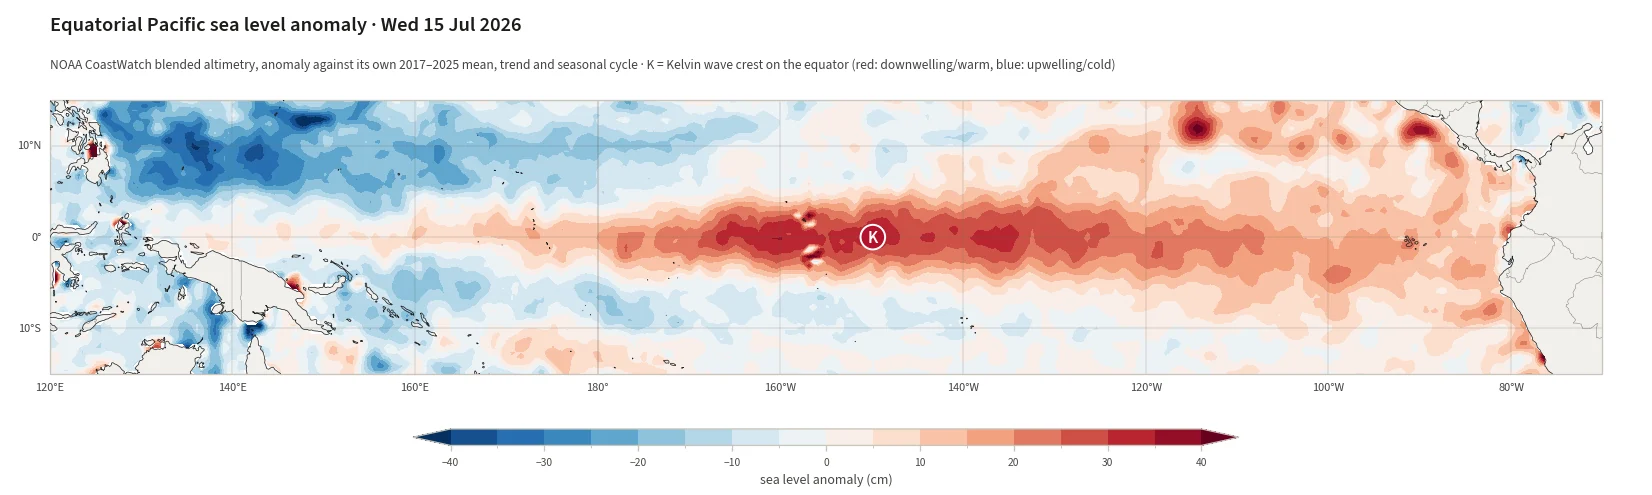 Equatorial Pacific sea level anomaly · Wed 15 Jul 2026
NOAA CoastWatch blended altimetry, anomaly against its own 2017–2025 mean, trend and seasonal cycle · K = Kelvin wave crest on the equator (red: downwelling/warm, blue: upwelling/cold)
10°N
0°
K
10°S
120°E 140°E 160°E 180° 160°W 140°W 120°W 100°W 80°W
−40 −30 −20 −10 0 10 20 30 40
sea level anomaly (cm)